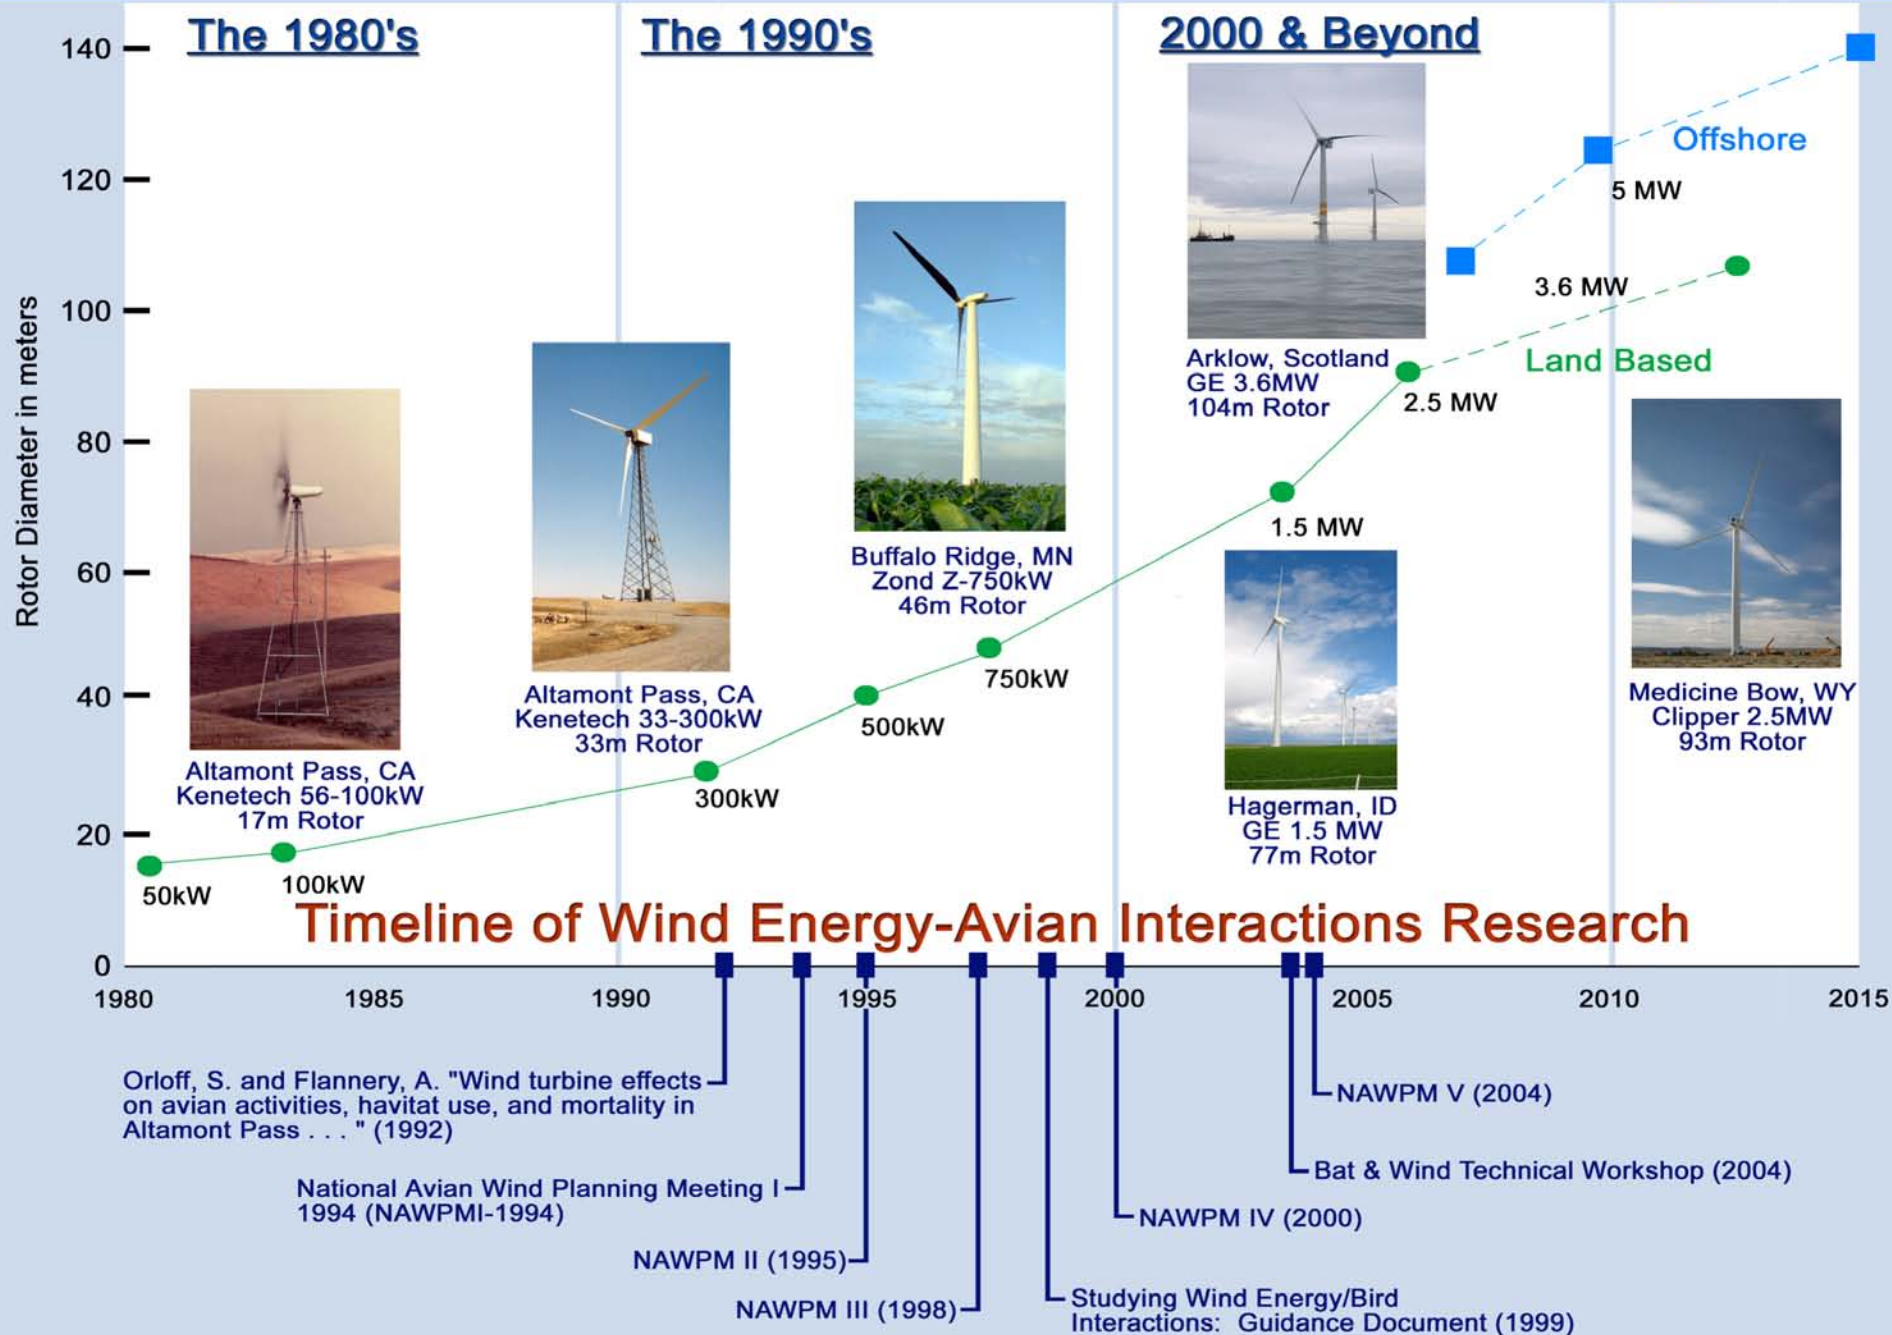 The 1980's
The 1990's
2000 & Beyond
140
120
100
80
60
40
20
0
Rotor Diameter in meters
Offshore
5 MW
3.6 MW
Land Based
2.5 MW
1.5 MW
750kW
500kW
300kW
100kW
50kW
Altamont Pass, CA
Kenetech 56-100kW
17m Rotor
Altamont Pass, CA
Kenetech 33-300kW
33m Rotor
Buffalo Ridge, MN
Zond Z-750kW
46m Rotor
Arklow, Scotland
GE 3.6MW
104m Rotor
Hagerman, ID
GE 1.5 MW
77m Rotor
Medicine Bow, WY
Clipper 2.5MW
93m Rotor
Timeline of Wind Energy-Avian Interactions Research
1980
1985
1990
1995
2000
2005
2010
2015
Orloff, S. and Flannery, A. "Wind turbine effects
on avian activities, havitat use, and mortality in
Altamont Pass . . . " (1992)
National Avian Wind Planning Meeting I
1994 (NAWPMI-1994)
NAWPM II (1995)
NAWPM III (1998)
Studying Wind Energy/Bird
Interactions: Guidance Document (1999)
NAWPM IV (2000)
Bat & Wind Technical Workshop (2004)
NAWPM V (2004)